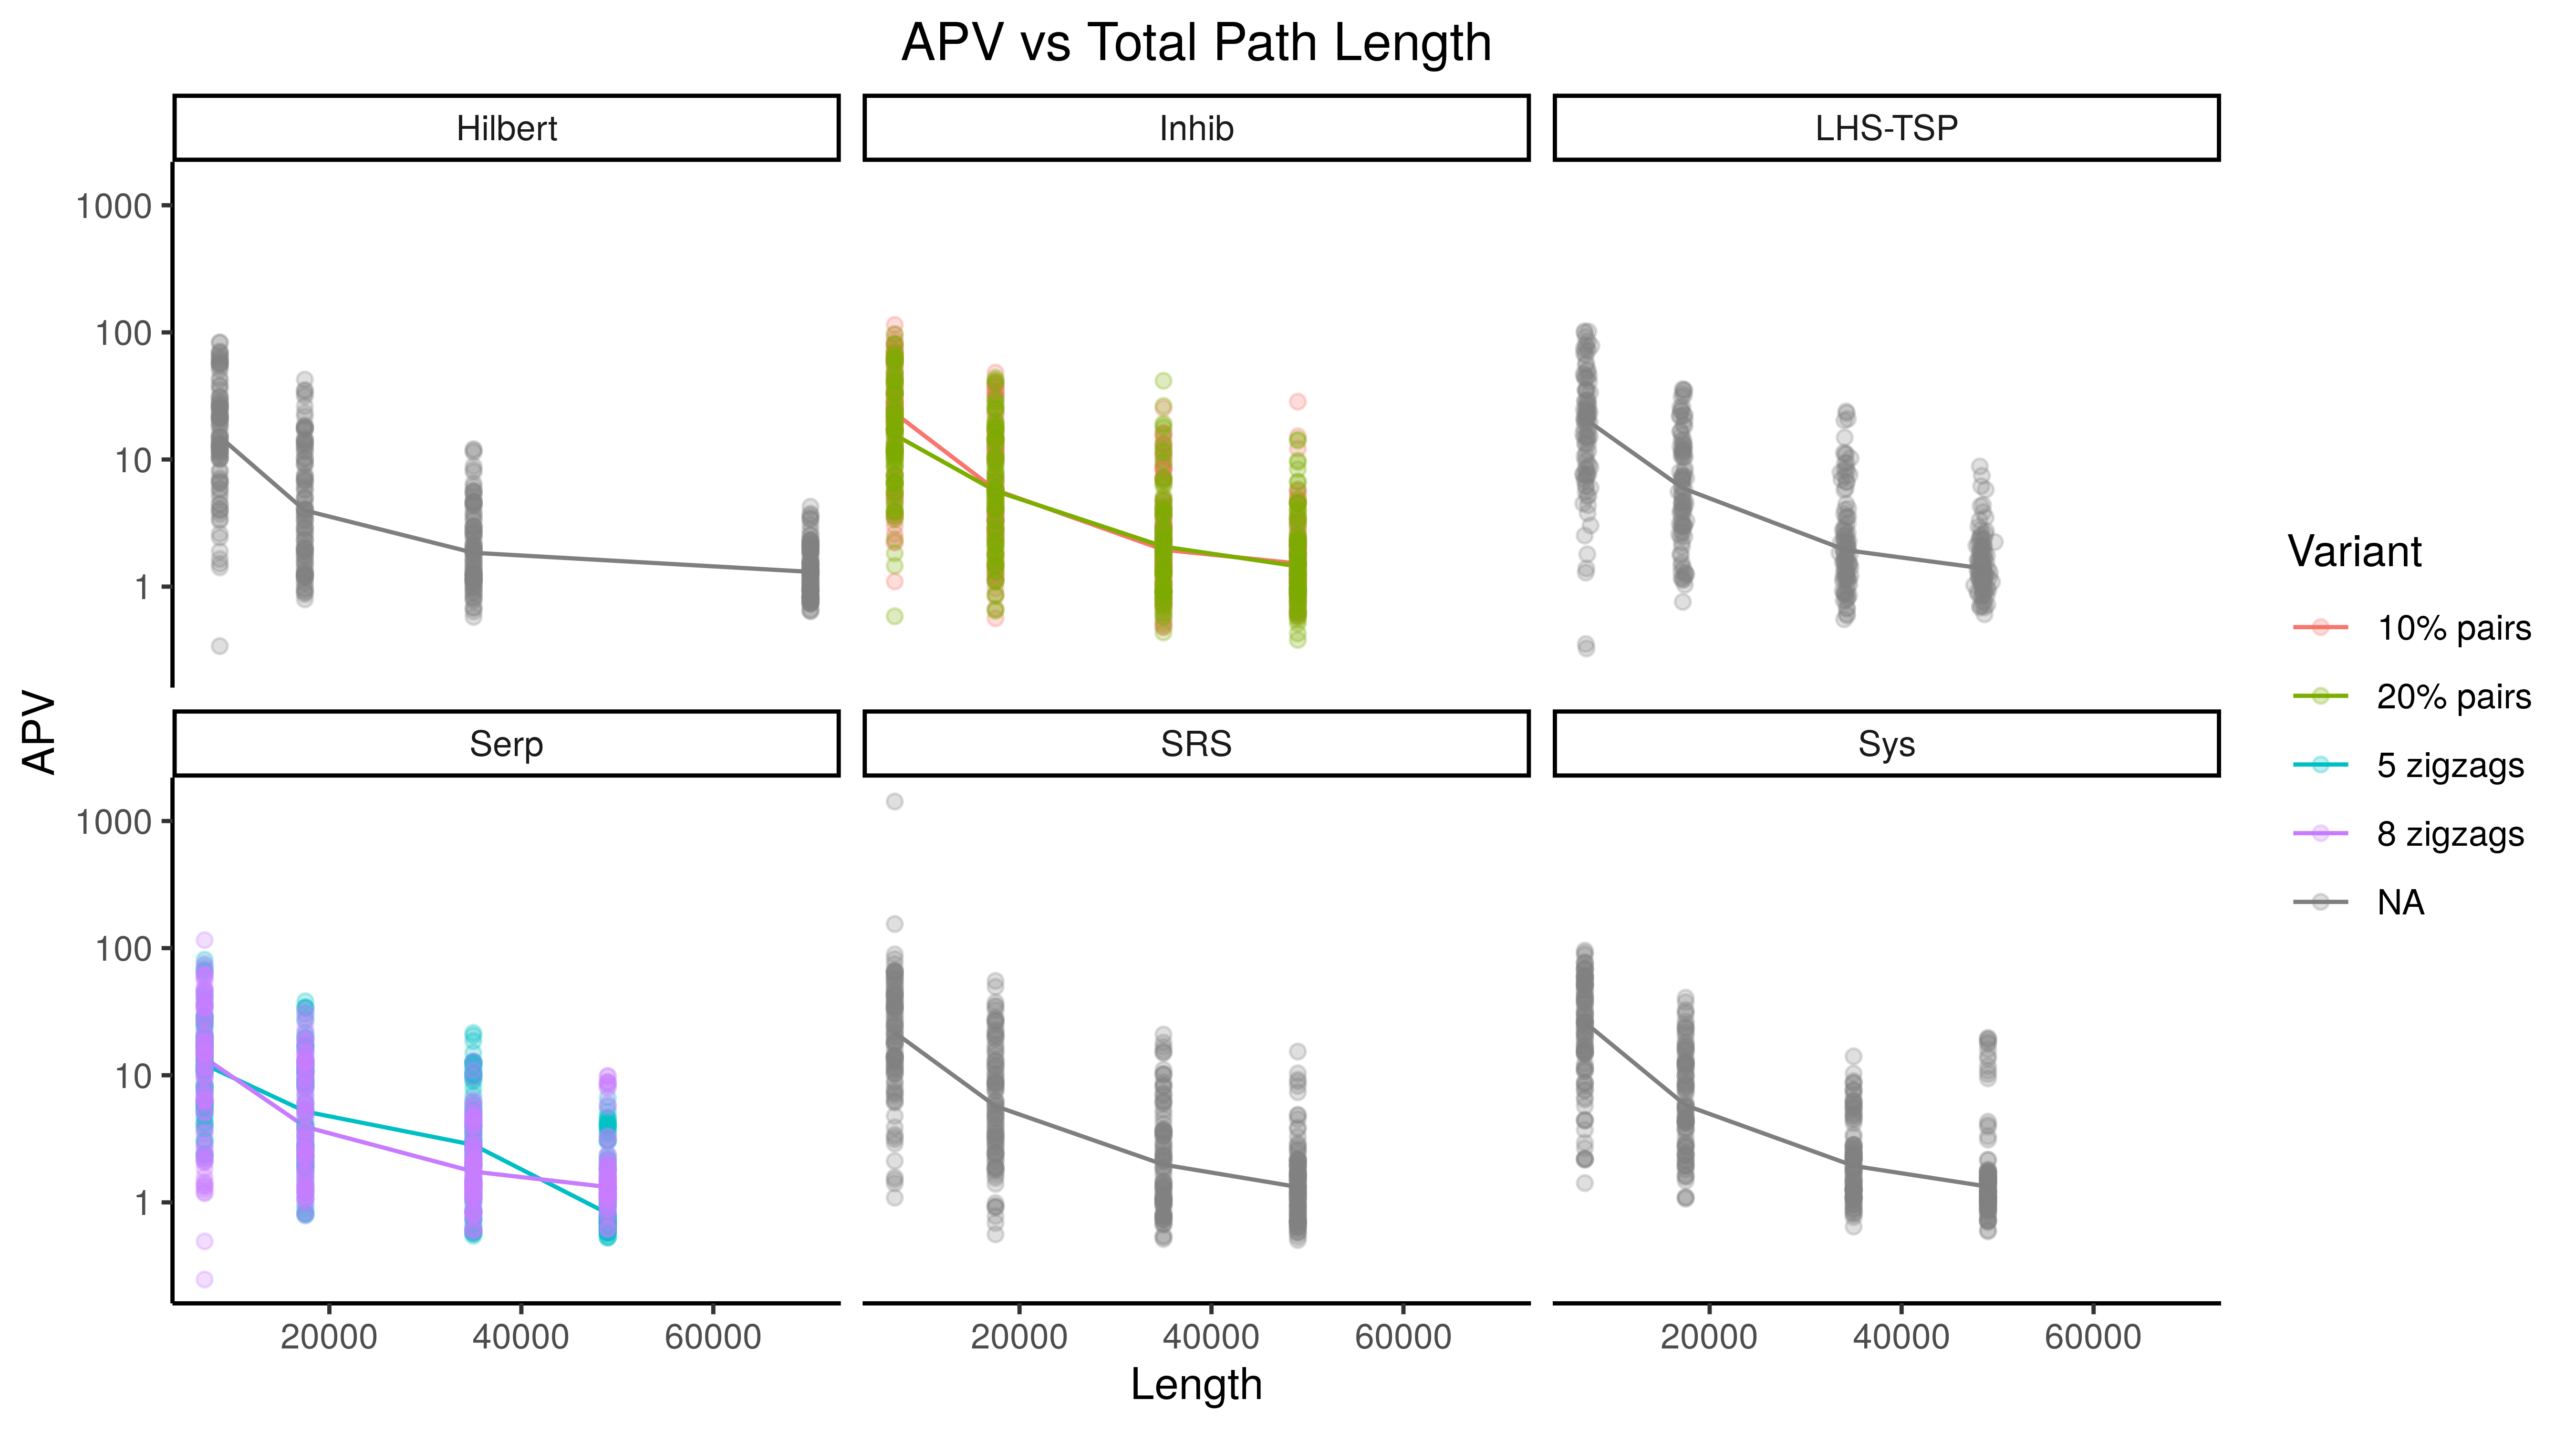 APV vs Total Path Length
Hilbert
Inhib
LHS-TSP
1000
100
10
1
Serp
SRS
Sys
1000
100
10
1
APV
20000 40000 60000
20000 40000 60000
20000 40000 60000
Length
Variant
10% pairs
20% pairs
5 zigzags
8 zigzags
NA